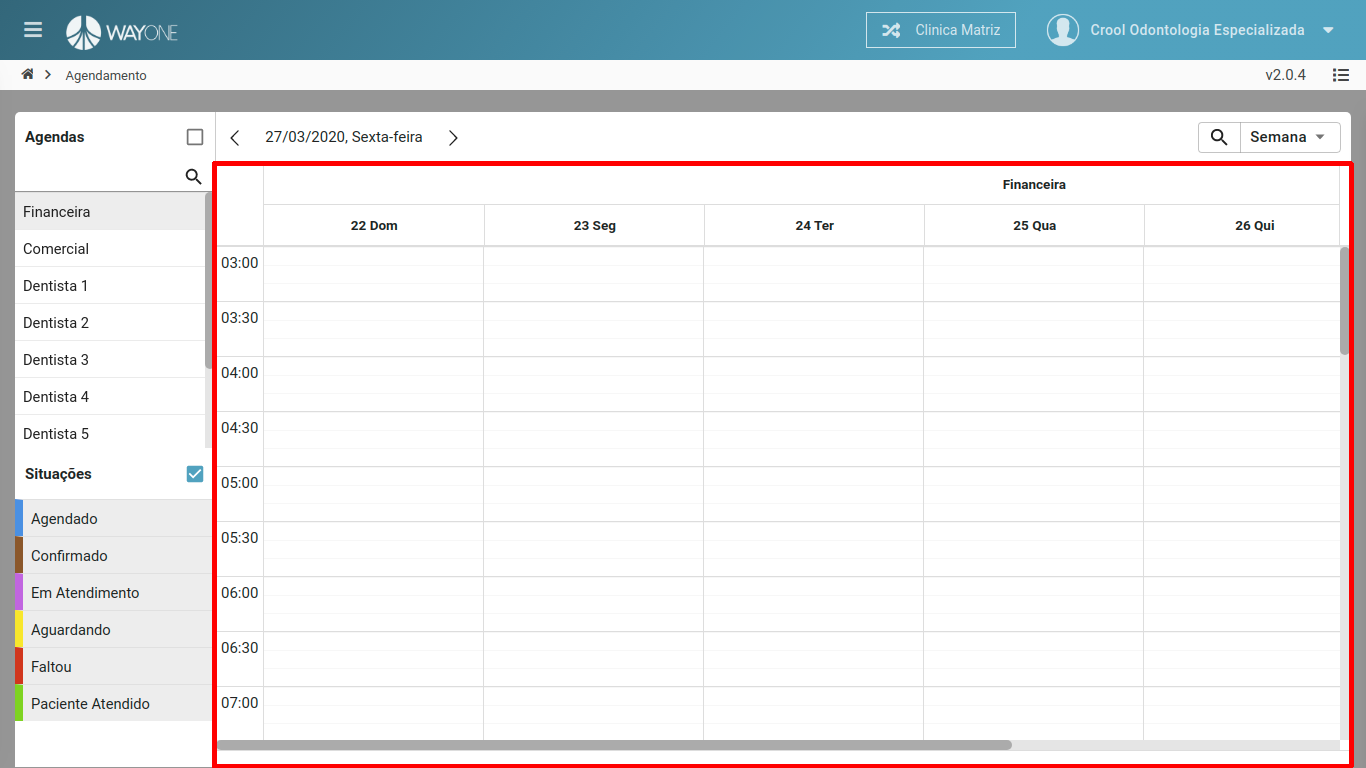 WAYONE
Clinica Matriz
Crool Odontologia Especializada
Agendamento
v2.0.4
Agendas
27/03/2020, Sexta-feira
Semana
Financeira
Comercial
Dentista 1
Dentista 2
Dentista 3
Dentista 4
Dentista 5
Situações
Agendado
Confirmado
Em Atendimento
Aguardando
Faltou
Paciente Atendido
Financeira
22 Dom
23 Seg
24 Ter
25 Qua
26 Qui
03:00
03:30
04:00
04:30
05:00
05:30
06:00
06:30
07:00